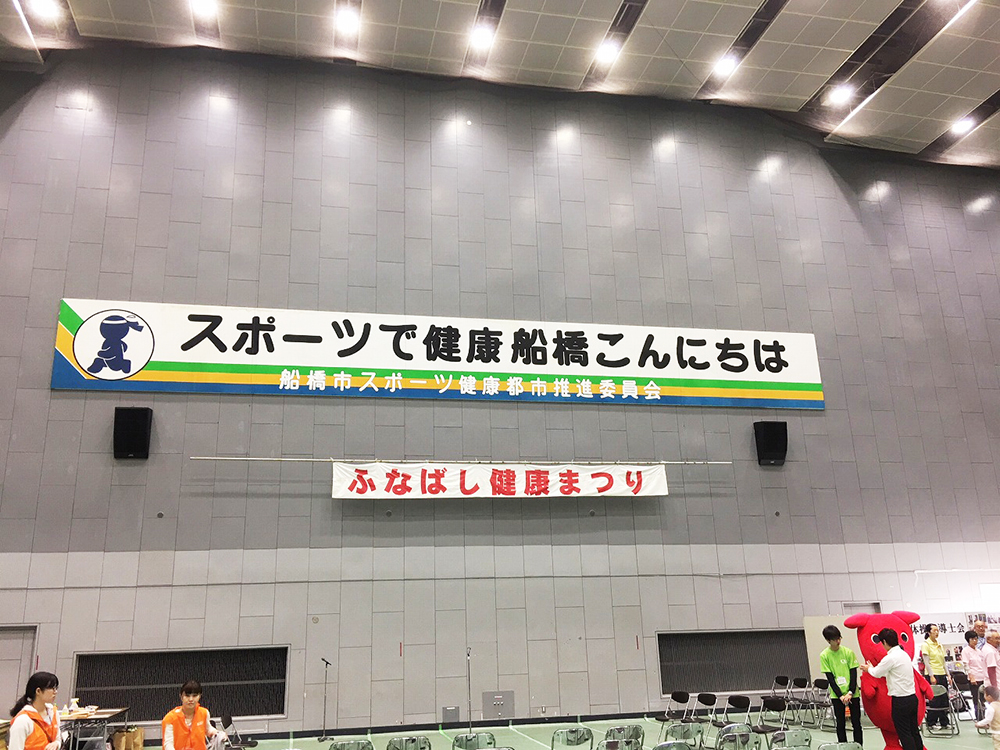 スポーツで健康船橋こんにちは
船橋市スポーツ健康都市推進委員会
ふなばし健康まつり